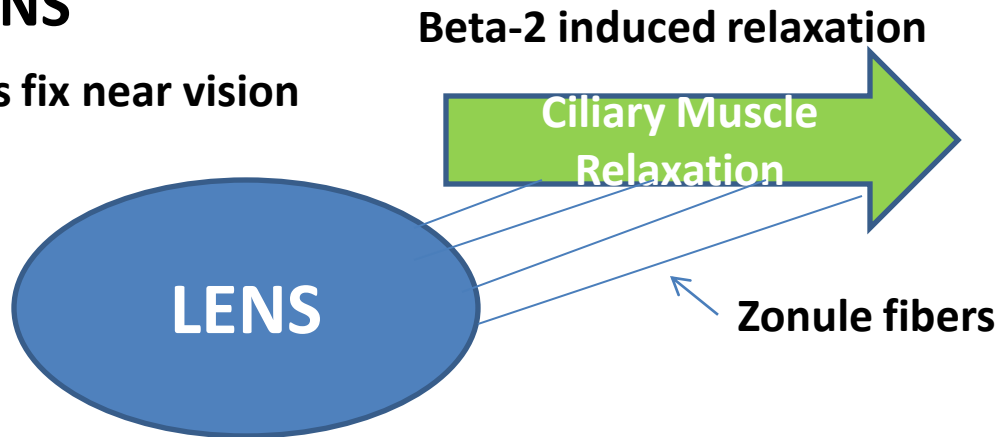 NS
Beta-2 induced relaxation
s fix near vision
Ciliary Muscle
Relaxation
LENS
Zonule fibers